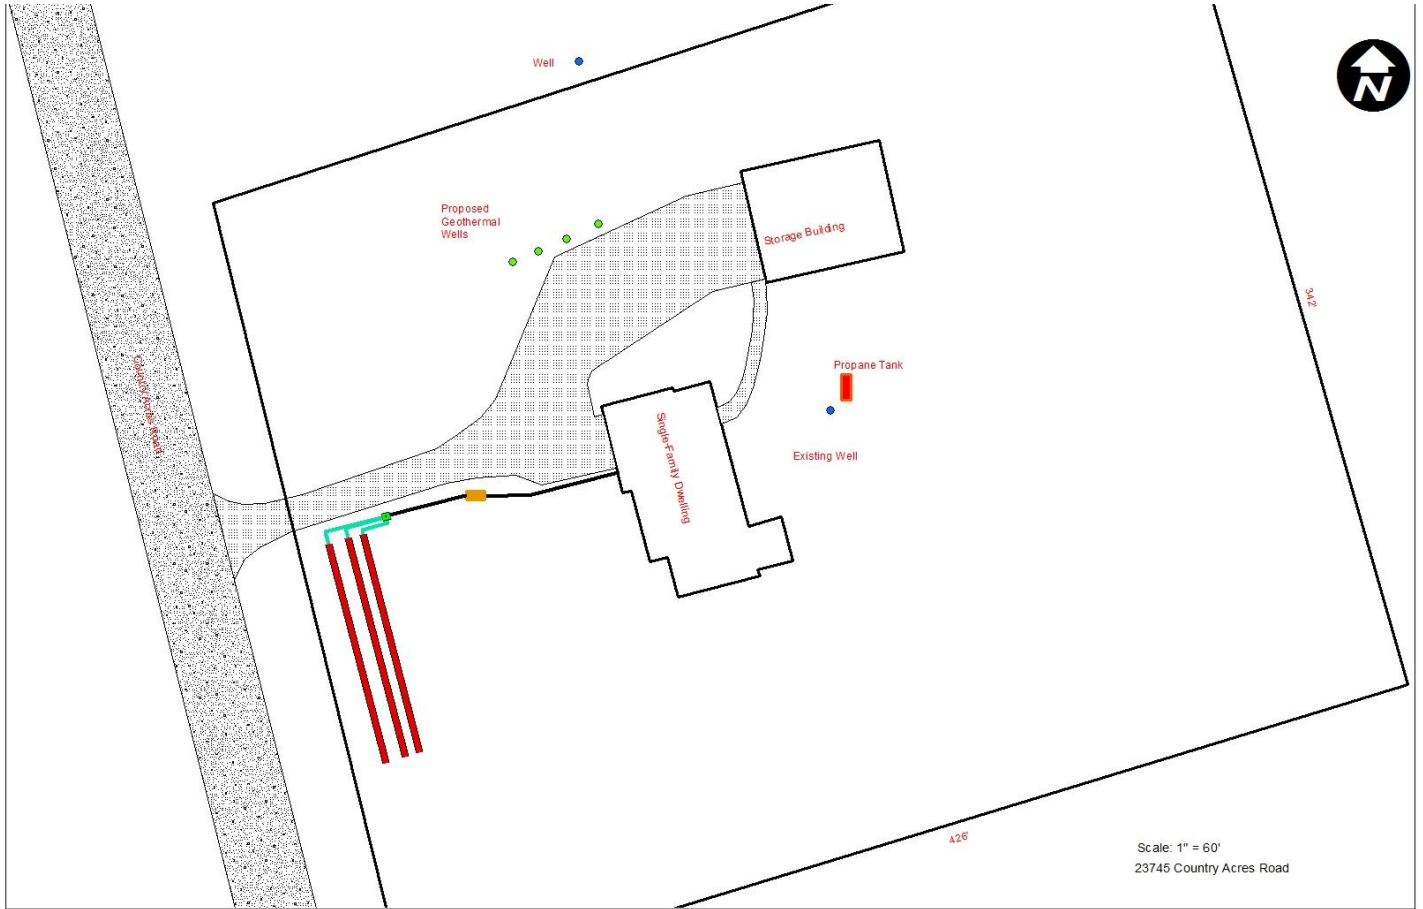 N
Well
Proposed
Geothermal
Wells
Storage Building
342'
Country Acres Road
Propane Tank
Single-Family Dwelling
Existing Well
426'
Scale: 1" = 60'
23745 Country Acres Road